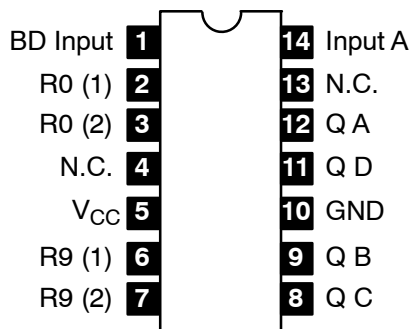 BD Input 1 14 Input A
R0 (1) 2 13 N.C.
R0 (2) 3 12 Q A
N.C. 4 11 Q D
VCC 5 10 GND
R9 (1) 6 9 Q B
R9 (2) 7 8 Q C